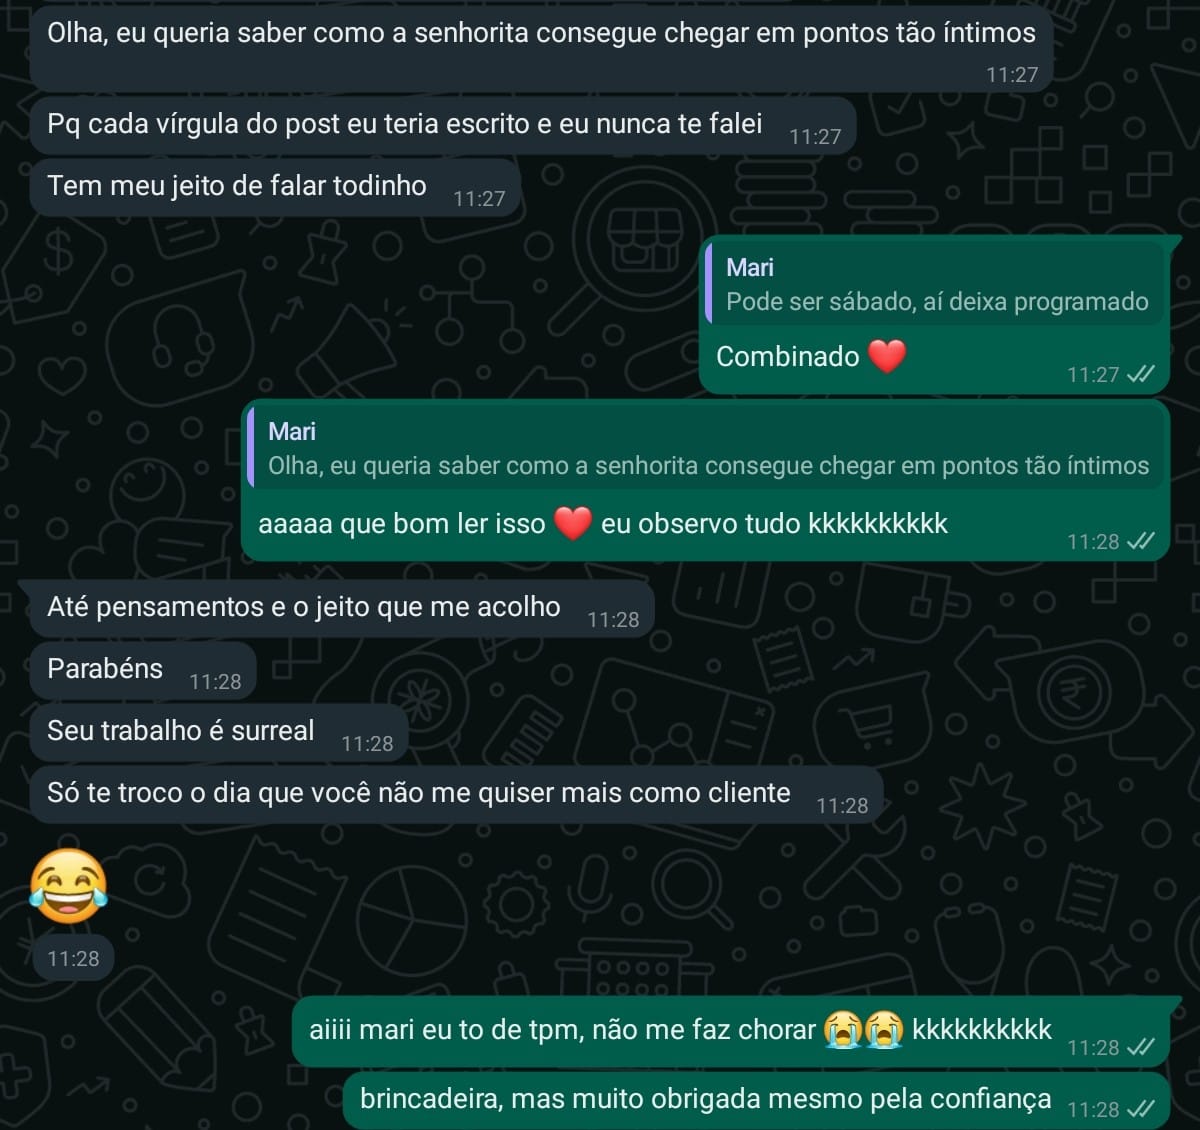 Olha, eu queria saber como a senhorita consegue chegar em pontos tão íntimos
11:27
Pq cada vírgula do post eu teria escrito e eu nunca te falei 11:27
Tem meu jeito de falar todinho 11:27
Mari
Pode ser sábado, aí deixa programado
Combinado ❤️ 11:27
Mari
Olha, eu queria saber como a senhorita consegue chegar em pontos tão íntimos
aaaaa que bom ler isso ❤️ eu observo tudo kkkkkkkkkk 11:28
Até pensamentos e o jeito que me acolho 11:28
Parabéns 11:28
Seu trabalho é surreal 11:28
Só te troco o dia que você não me quiser mais como cliente 11:28
😂
11:28
aiiii mari eu to de tpm, não me faz chorar 😭😭 kkkkkkkkkk 11:28
brincadeira, mas muito obrigada mesmo pela confiança 11:28